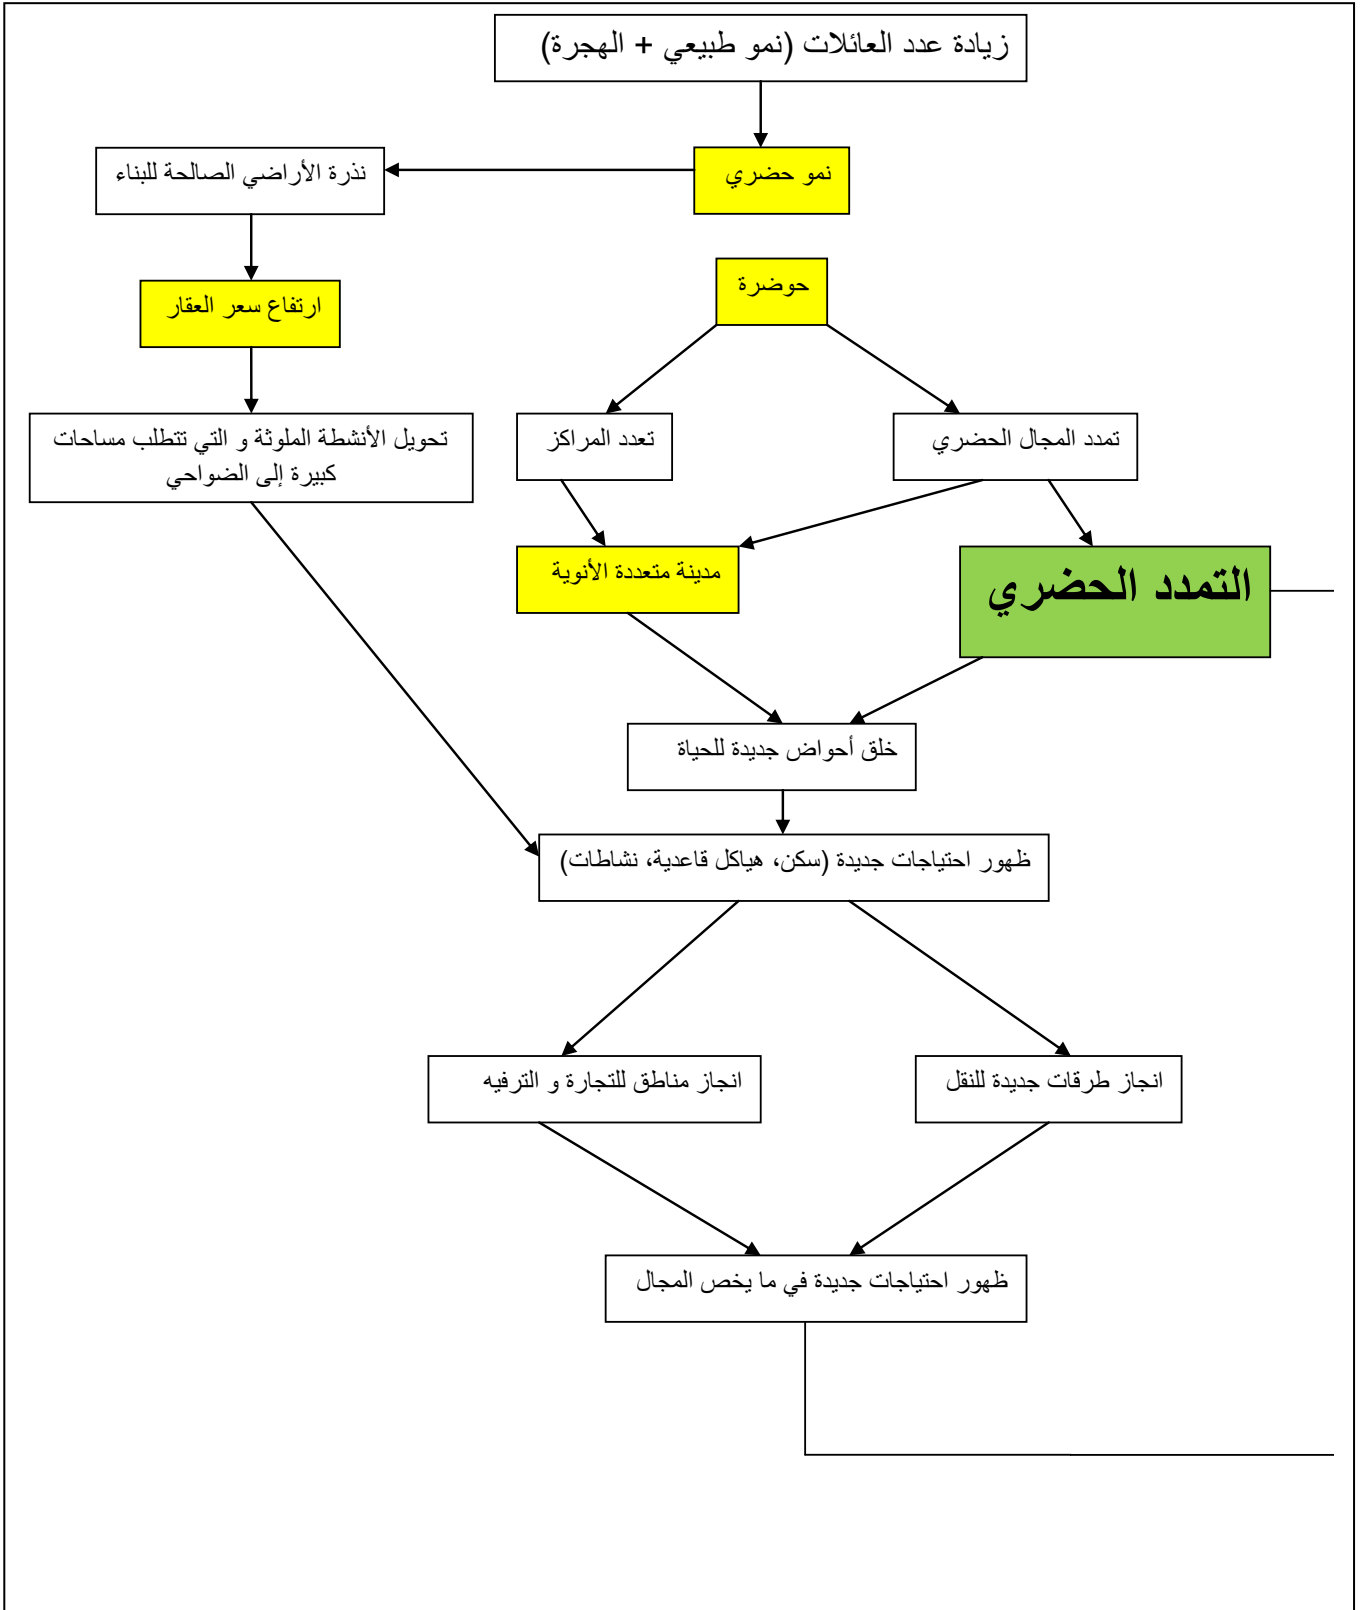 زيادة عدد العائلات (نمو طبيعي + الهجرة)
نمو حضري
نذرة الأراضي الصالحة للبناء
حوضرة
ارتفاع سعر العقار
تمدد المجال الحضري
تعدد المراكز
تحويل الأنشطة الملوثة و التي تتطلب مساحات
كبيرة إلى الضواحي
التمدد الحضري
مدينة متعددة الأنوية
خلق أحواض جديدة للحياة
ظهور احتياجات جديدة (سكن، هياكل قاعدية، نشاطات)
انجاز طرقات جديدة للنقل
انجاز مناطق للتجارة و الترفيه
ظهور احتياجات جديدة في ما يخص المجال